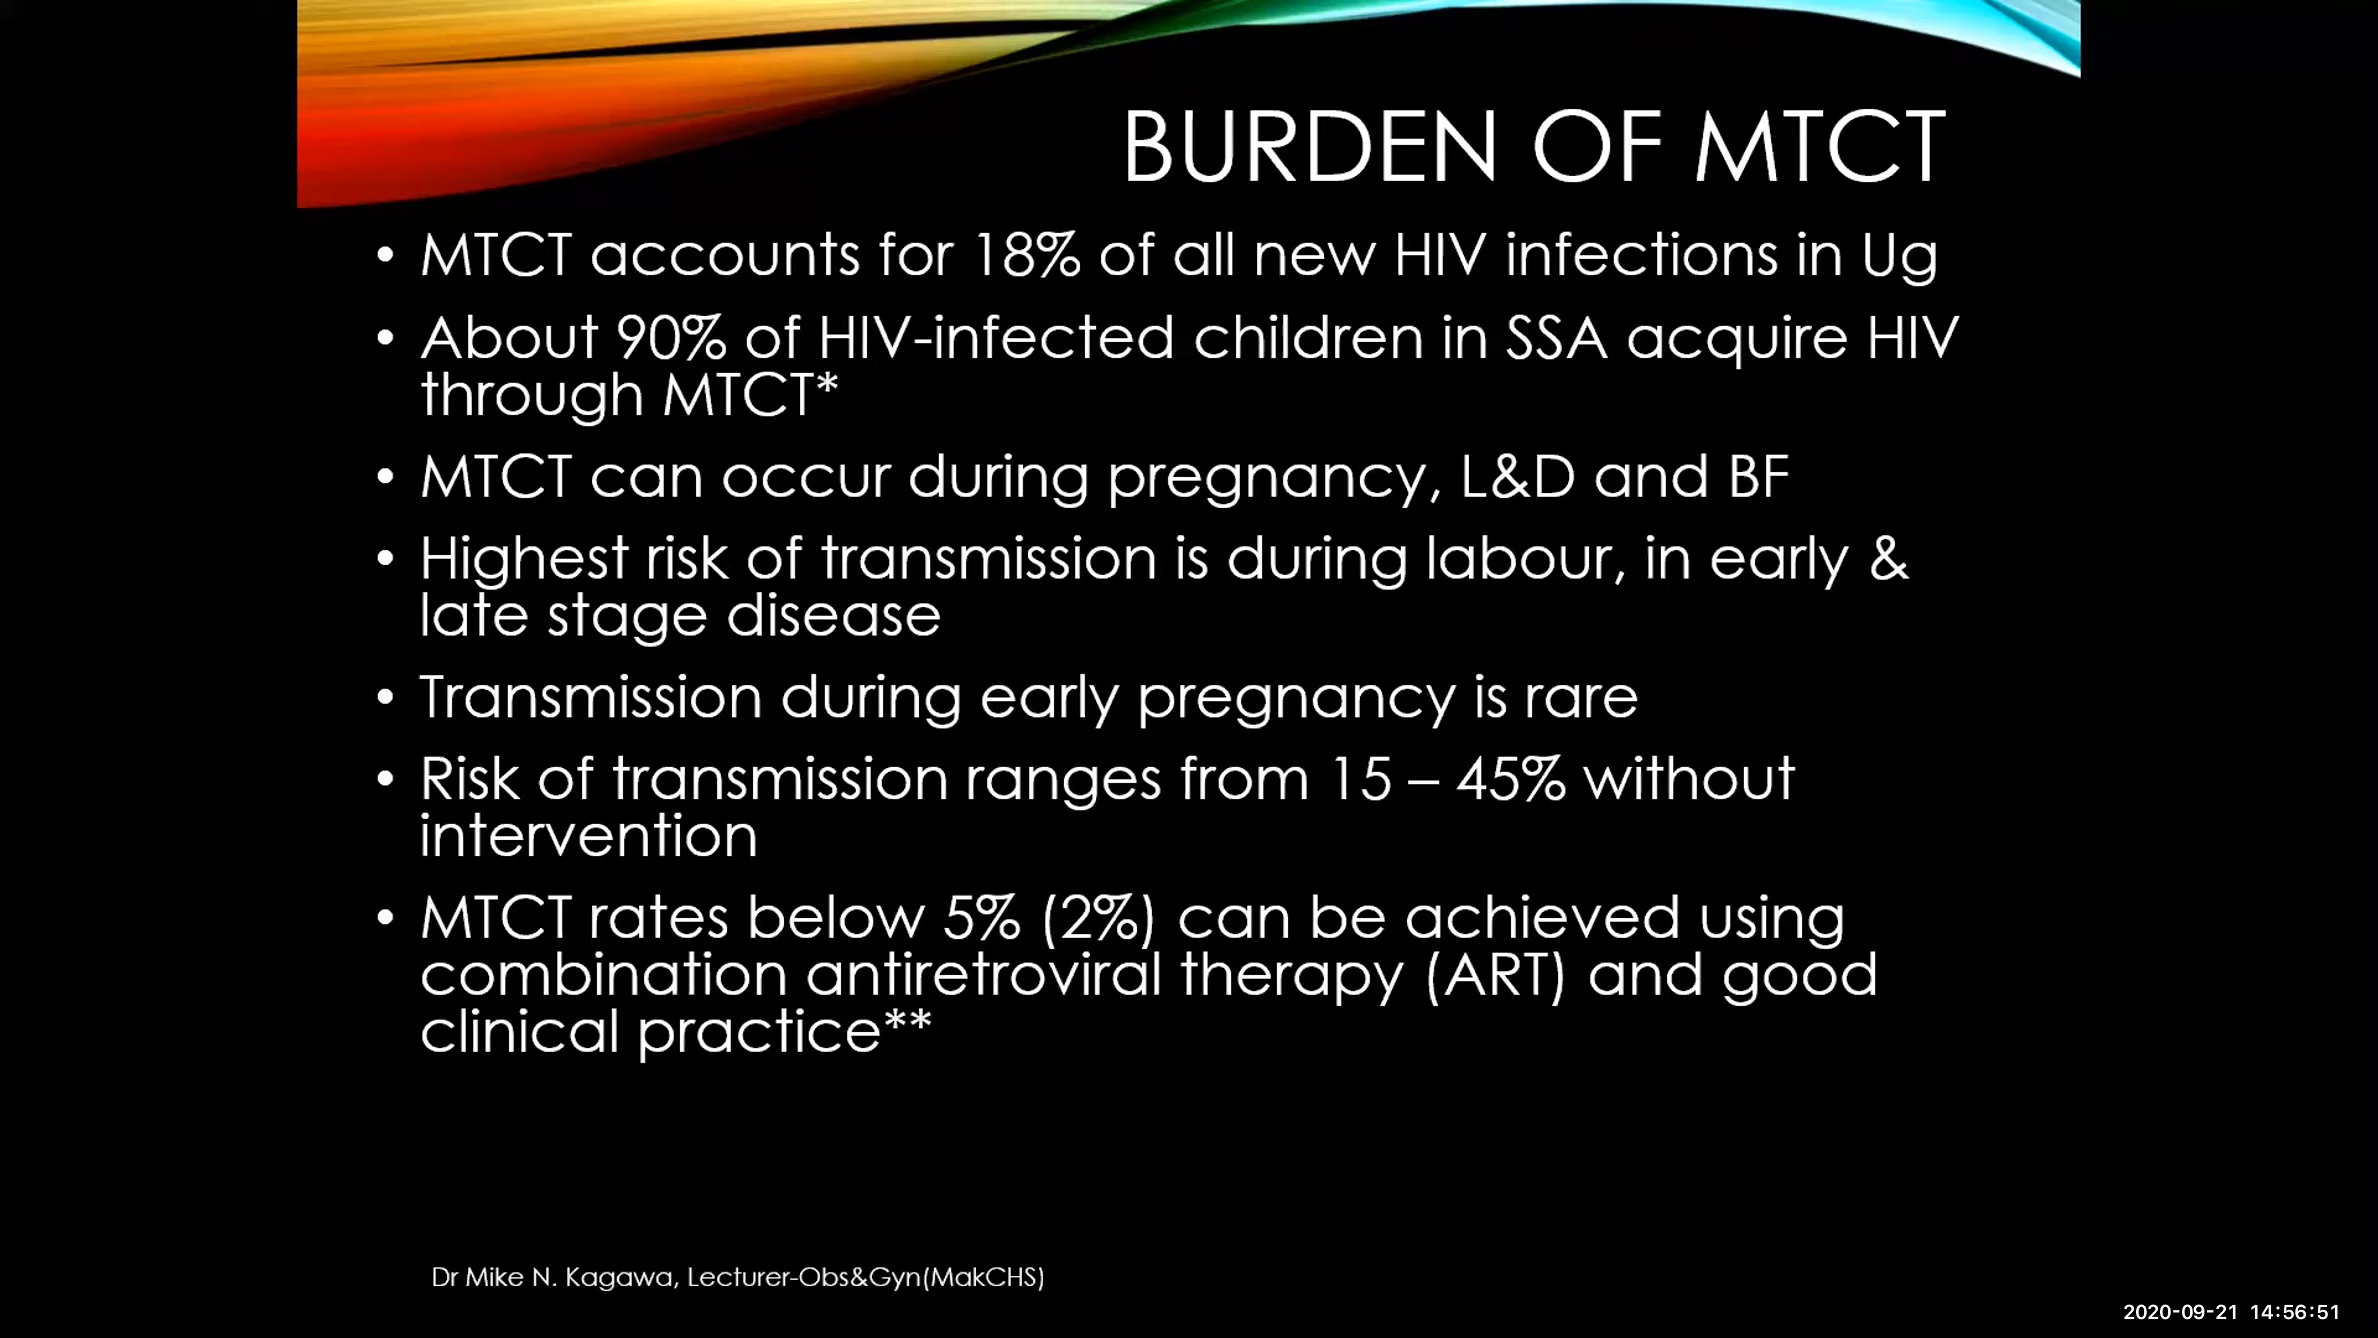 BURDEN OF MTCT
• MTCT accounts for 18% of all new HIV infections in Ug
• About 90% of HIV-infected children in SSA acquire HIV
through MTCT*
• MTCT can occur during pregnancy, L&D and BF
• Highest risk of transmission is during labour, in early &
late stage disease
• Transmission during early pregnancy is rare
• Risk of transmission ranges from 15 – 45% without
intervention
• MTCT rates below 5% (2%) can be achieved using
combination antiretroviral therapy (ART) and good
clinical practice**
Dr Mike N. Kagawa, Lecturer-Obs&Gyn(MakCHS)
2020-09-21 14:56:51